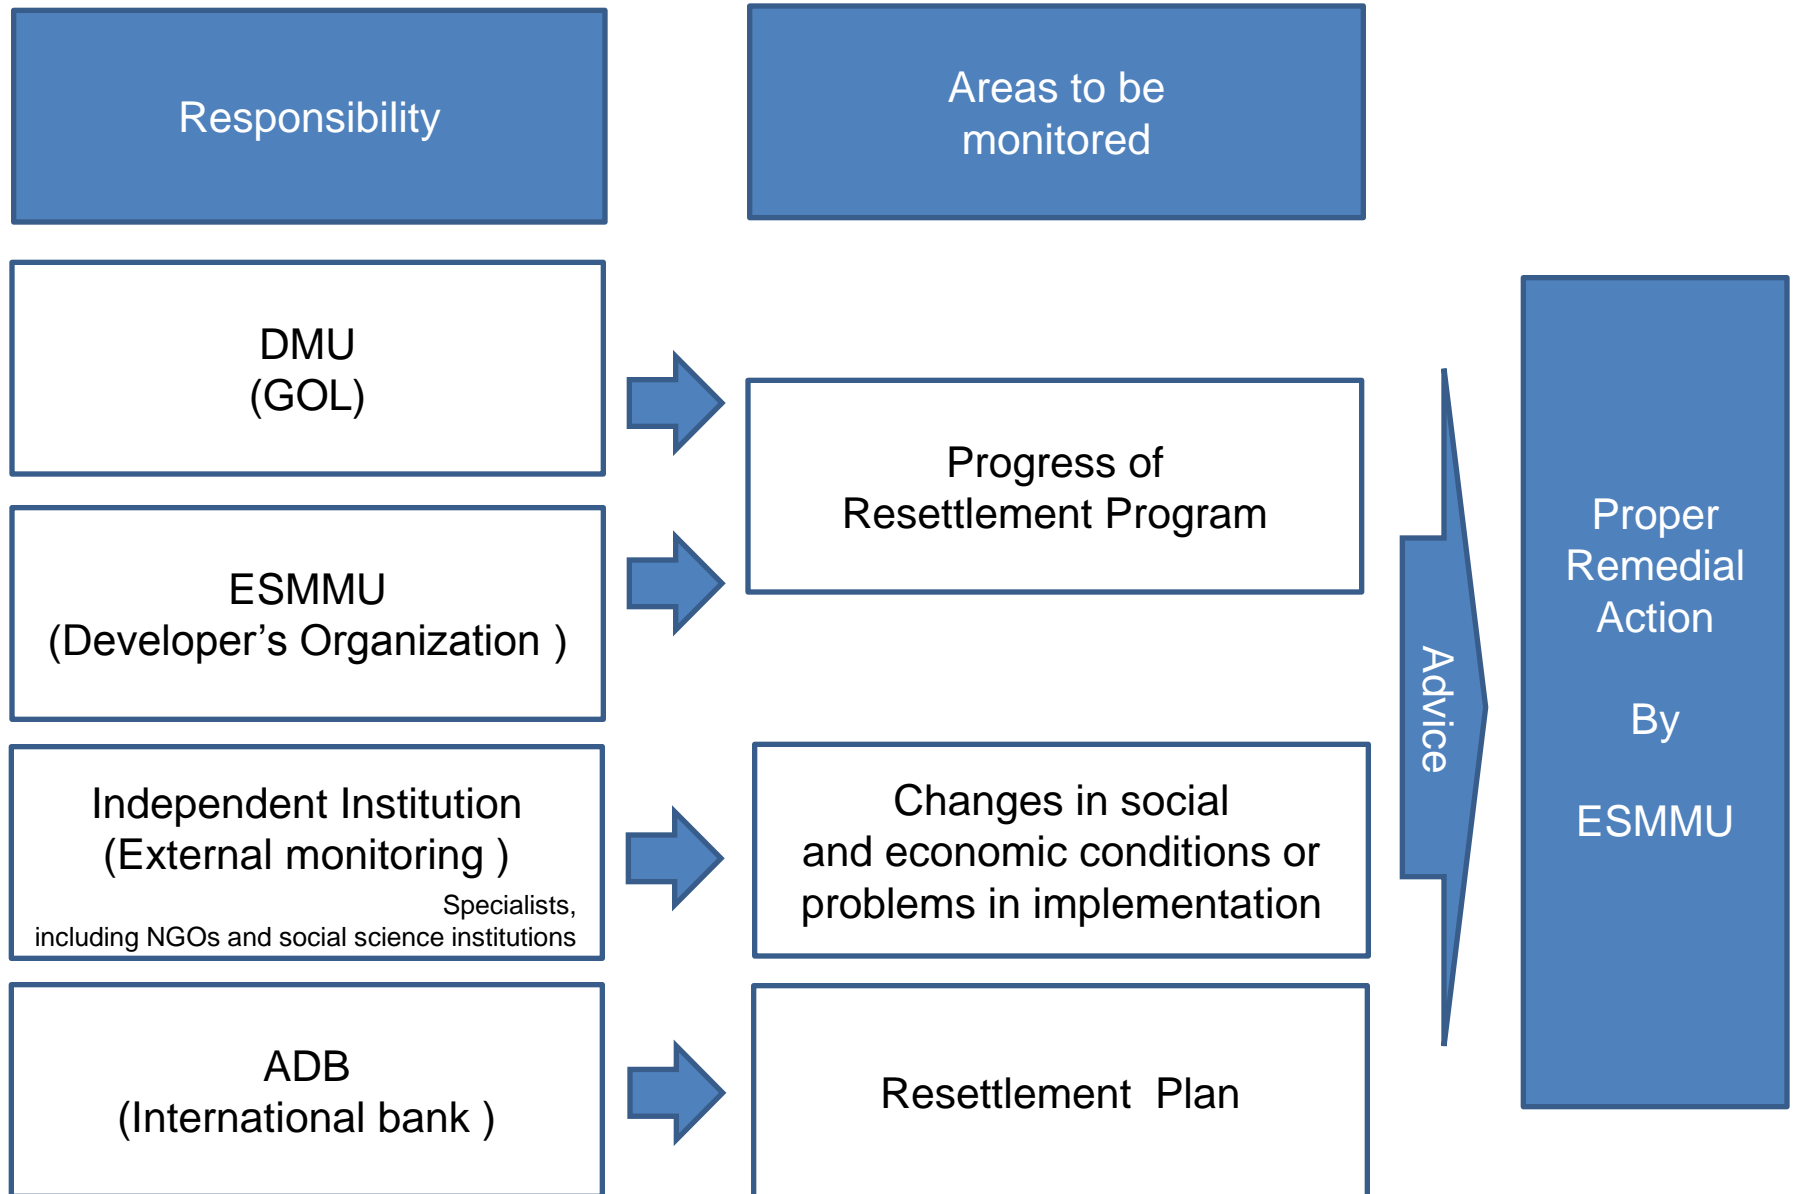 Responsibility
Areas to be
monitored
DMU
(GOL)
Progress of
Resettlement Program
ESMMU
(Developer’s Organization )
Independent Institution
(External monitoring )
Specialists,
including NGOs and social science institutions
Changes in social
and economic conditions or
problems in implementation
ADB
(International bank )
Resettlement  Plan
Advice
Proper
Remedial
Action
By
ESMMU